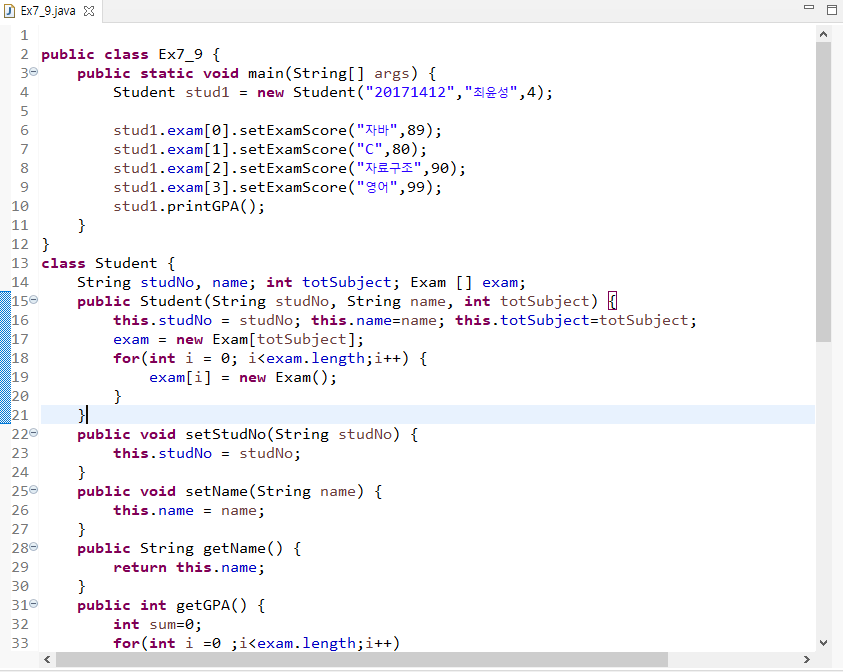 Ex7_9.java
1
2 public class Ex7_9 {
3 public static void main(String[] args) {
4 Student stud1 = new Student("20171412","최윤성",4);
5
6 stud1.exam[0].setExamScore("자바",89);
7 stud1.exam[1].setExamScore("C",80);
8 stud1.exam[2].setExamScore("자료구조",90);
9 stud1.exam[3].setExamScore("영어",99);
10 stud1.printGPA();
11 }
12 }
13 class Student {
14 String studNo, name; int totSubject; Exam [] exam;
15 public Student(String studNo, String name, int totSubject) {
16 this.studNo = studNo; this.name=name; this.totSubject=totSubject;
17 exam = new Exam[totSubject];
18 for(int i = 0; i<exam.length;i++) {
19 exam[i] = new Exam();
20 }
21 }
22 public void setStudNo(String studNo) {
23 this.studNo = studNo;
24 }
25 public void setName(String name) {
26 this.name = name;
27 }
28 public String getName() {
29 return this.name;
30 }
31 public int getGPA() {
32 int sum=0;
33 for(int i =0 ;i<exam.length;i++)